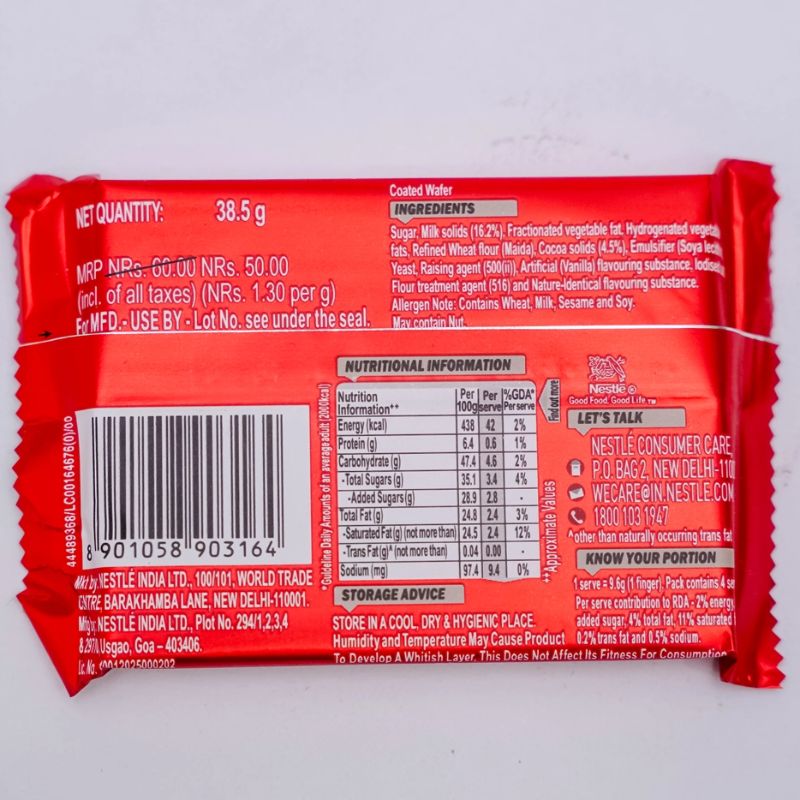 NET QUANTITY: 38.5 g
MRP NRs. 60.00 NRs. 50.00
(incl. of all taxes) (NRs. 1.30 per g)
For MFD.- USE BY - Lot No. see under the seal.
Coated Wafer
INGREDIENTS
Sugar, Milk solids (16.2%), Fractionated vegetable fat, Hydrogenated
fats, Refined Wheat flour (Maida), Cocoa solids (4.5%), Emulsifier (Soya
Yeast, Raising agent (500(ii)), Artificial (Vanilla) flavouring substance,
Flour treatment agent (516) and Nature-Identical flavouring substance.
Allergen Note: Contains Wheat, Milk, Sesame and Soy.
May contain Nut.
44489368/LC00164676(0)/00
8 901058 903164
Mkt by NESTLÉ INDIA LTD., 100/101, WORLD TRADE
CENTRE, BARAKHAMBA LANE, NEW DELHI-110001.
Mfg by: NESTLÉ INDIA LTD., Plot No. 294/1,2,3,4
Usgao, Goa – 403406.
Lic. No. 10012025000202
*Guideline Daily Amounts of an average adult (2000kcal)
NUTRITIONAL INFORMATION
Nutrition Information++ Per 100g Per serve %GDA* Per serve
Energy (kcal) 438 42 2%
Protein (g) 6.4 0.6 1%
Carbohydrate (g) 47.4 4.6 2%
-Total Sugars (g) 35.1 3.4 4%
-Added Sugars (g) 28.9 2.8 -
Total Fat (g) 24.8 2.4 3%
-Saturated Fat (g) (not more than) 24.5 2.4 12%
-Trans Fat (g)^ (not more than) 0.04 0.00 -
Sodium (mg) 97.4 9.4 0%
++Approximate Values
Find out more
STORAGE ADVICE
STORE IN A COOL, DRY & HYGIENIC PLACE.
Humidity and Temperature May Cause Product
To Develop A Whitish Layer, This Does Not Affect Its Fitness For Consumption
Nestlé ®
Good Food, Good Life ™
LET'S TALK
NESTLÉ CONSUMER CARE,
P.O. BAG 2, NEW DELHI-110
WECARE@IN.NESTLE.COM
1800 103 1947
^other than naturally occurring trans fat
KNOW YOUR PORTION
1 serve = 9.6g (1 finger). Pack contains 4
Per serve contribution to RDA - 2% energy,
added sugar, 4% total fat, 11% saturated
0.2% trans fat and 0.5% sodium.